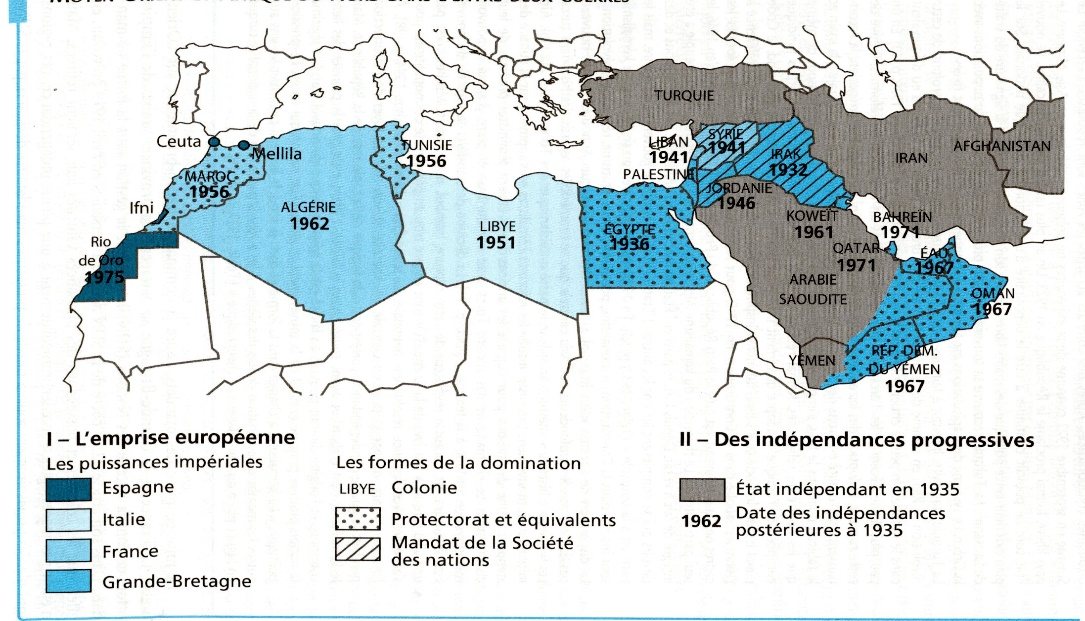 Ceuta
Mellila
MAROC
1956
Ifni
Rio
de Oro
1975
ALGÉRIE
1962
TUNISIE
1956
LIBYE
1951
ÉGYPTE
1936
TURQUIE
LIBAN
1941
SYRIE
1941
PALESTINE
JORDANIE
1946
IRAK
1932
IRAN
AFGHANISTAN
KOWEÏT
1961
BAHREÏN
1971
QATAR
1971
ÉAU
1967
ARABIE
SAOUDITE
OMAN
1967
YÉMEN
RÉP. DÉM.
DU YÉMEN
1967
I – L’emprise européenne
Les puissances impériales
Espagne
Italie
France
Grande-Bretagne
Les formes de la domination
LIBYE Colonie
Protectorat et équivalents
Mandat de la Société
des nations
II – Des indépendances progressives
État indépendant en 1935
1962 Date des indépendances
postérieures à 1935